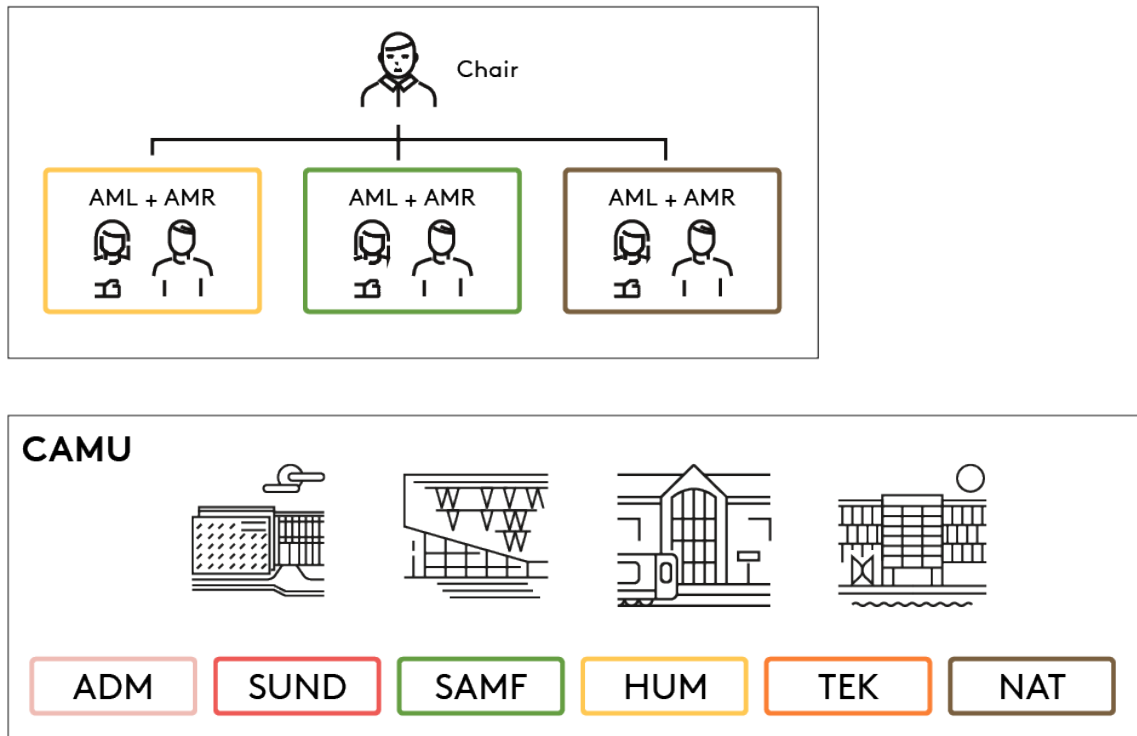 Chair
AML + AMR
AML + AMR
AML + AMR
CAMU
ADM
SUND
SAMF
HUM
TEK
NAT